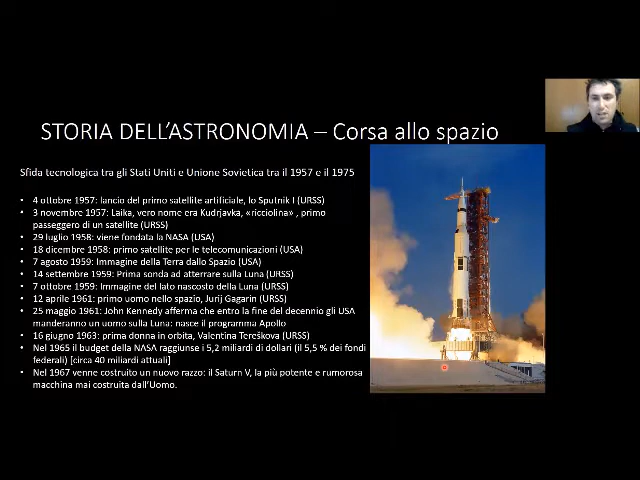 STORIA DELL'ASTRONOMIA – Corsa allo spazio
Sfida tecnologica tra gli Stati Uniti e Unione Sovietica tra il 1957 e il 1975
• 4 ottobre 1957: lancio del primo satellite artificiale, lo Sputnik I (URSS)
• 3 novembre 1957: Laika, vero nome era Kudrjavka, «ricciolina» , primo
passeggero di un satellite (URSS)
• 29 luglio 1958: viene fondata la NASA (USA)
• 18 dicembre 1958: primo satellite per le telecomunicazioni (USA)
• 7 agosto 1959: Immagine della Terra dallo Spazio (USA)
• 14 settembre 1959: Prima sonda ad atterrare sulla Luna (URSS)
• 7 ottobre 1959: Immagine del lato nascosto della Luna (URSS)
• 12 aprile 1961: primo uomo nello spazio, Jurij Gagarin (URSS)
• 25 maggio 1961: John Kennedy afferma che entro la fine del decennio gli USA
manderanno un uomo sulla Luna: nasce il programma Apollo
• 16 giugno 1963: prima donna in orbita, Valentina Tereškova (URSS)
• Nel 1965 il budget della NASA raggiunse i 5,2 miliardi di dollari (il 5,5 % dei fondi
federali) [circa 40 miliardi attuali]
• Nel 1967 venne costruito un nuovo razzo: il Saturn V, la più potente e rumorosa
macchina mai costruita dall'Uomo.